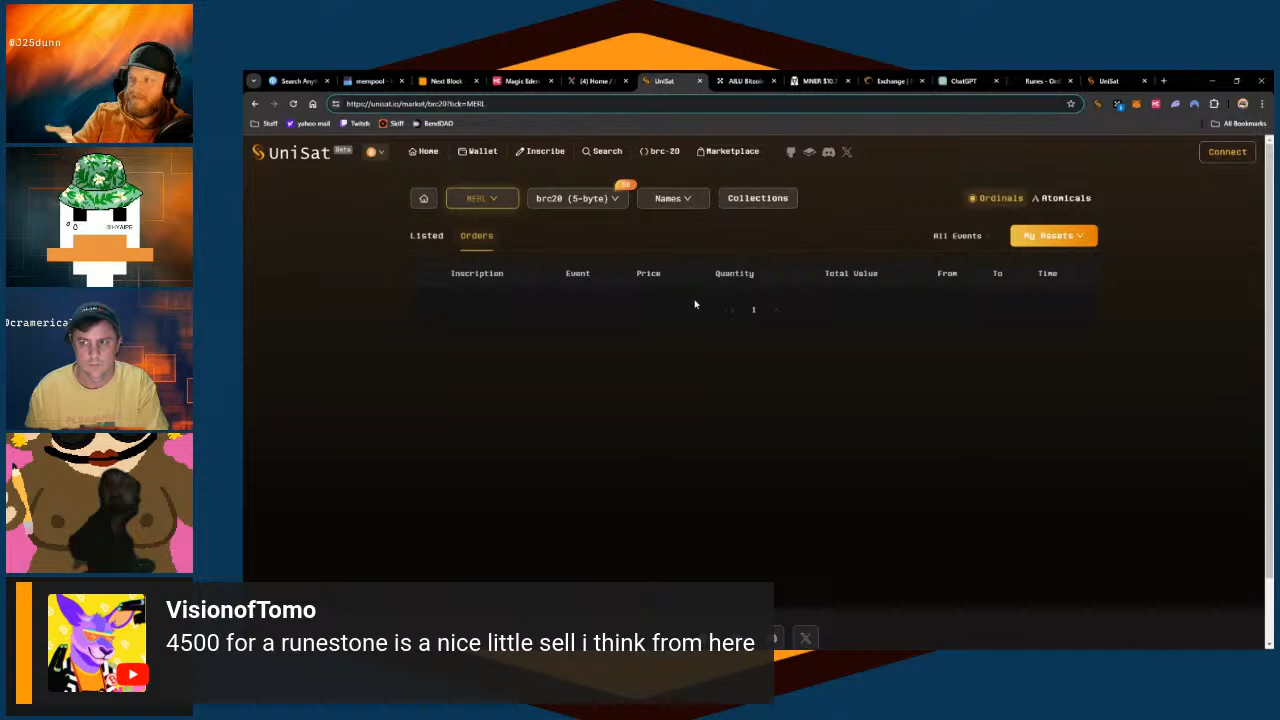 @J25dunn
@HYAIPE
@cramerica
Search Any
mempool -
Next Block
Magic Eden
(4) Home /
UniSat
AILU Bitcoin
MINER $10.7
Exchange |
ChatGPT
Runes - On
UniSat
https://unisat.io/market/brc20?tick=MERL
Stuff
yahoo mail
Twitch
Skiff
BendDAO
All Bookmarks
UniSat Beta
Home
Wallet
Inscribe
Search
brc-20
Marketplace
Connect
MERL
brc20 (5-byte)
Names
Collections
Ordinals
Atomicals
Listed
Orders
All Events
My Assets
Inscription Event Price Quantity Total Value From To Time
1
VisionofTomo
4500 for a runestone is a nice little sell i think from here